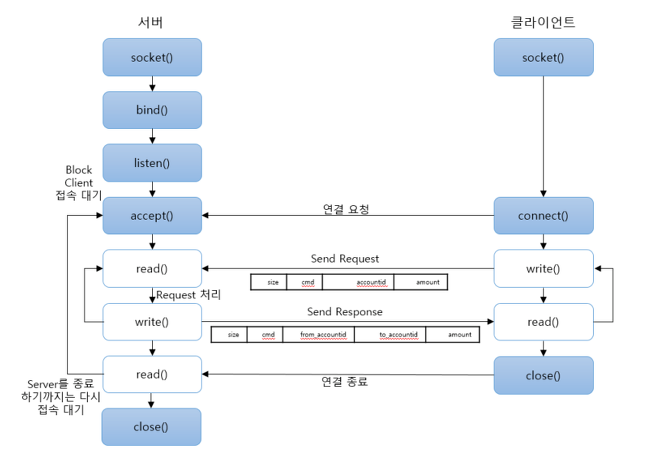 서버
클라이언트
socket()
socket()
bind()
listen()
Block
Client
접속 대기
accept()
연결 요청
connect()
read()
Send Request
write()
size cmd accountid amount
Request 처리
write()
Send Response
read()
size cmd from_accountid to_accountid amount
read()
연결 종료
close()
Server를 종료
하기까지는 다시
접속 대기
close()